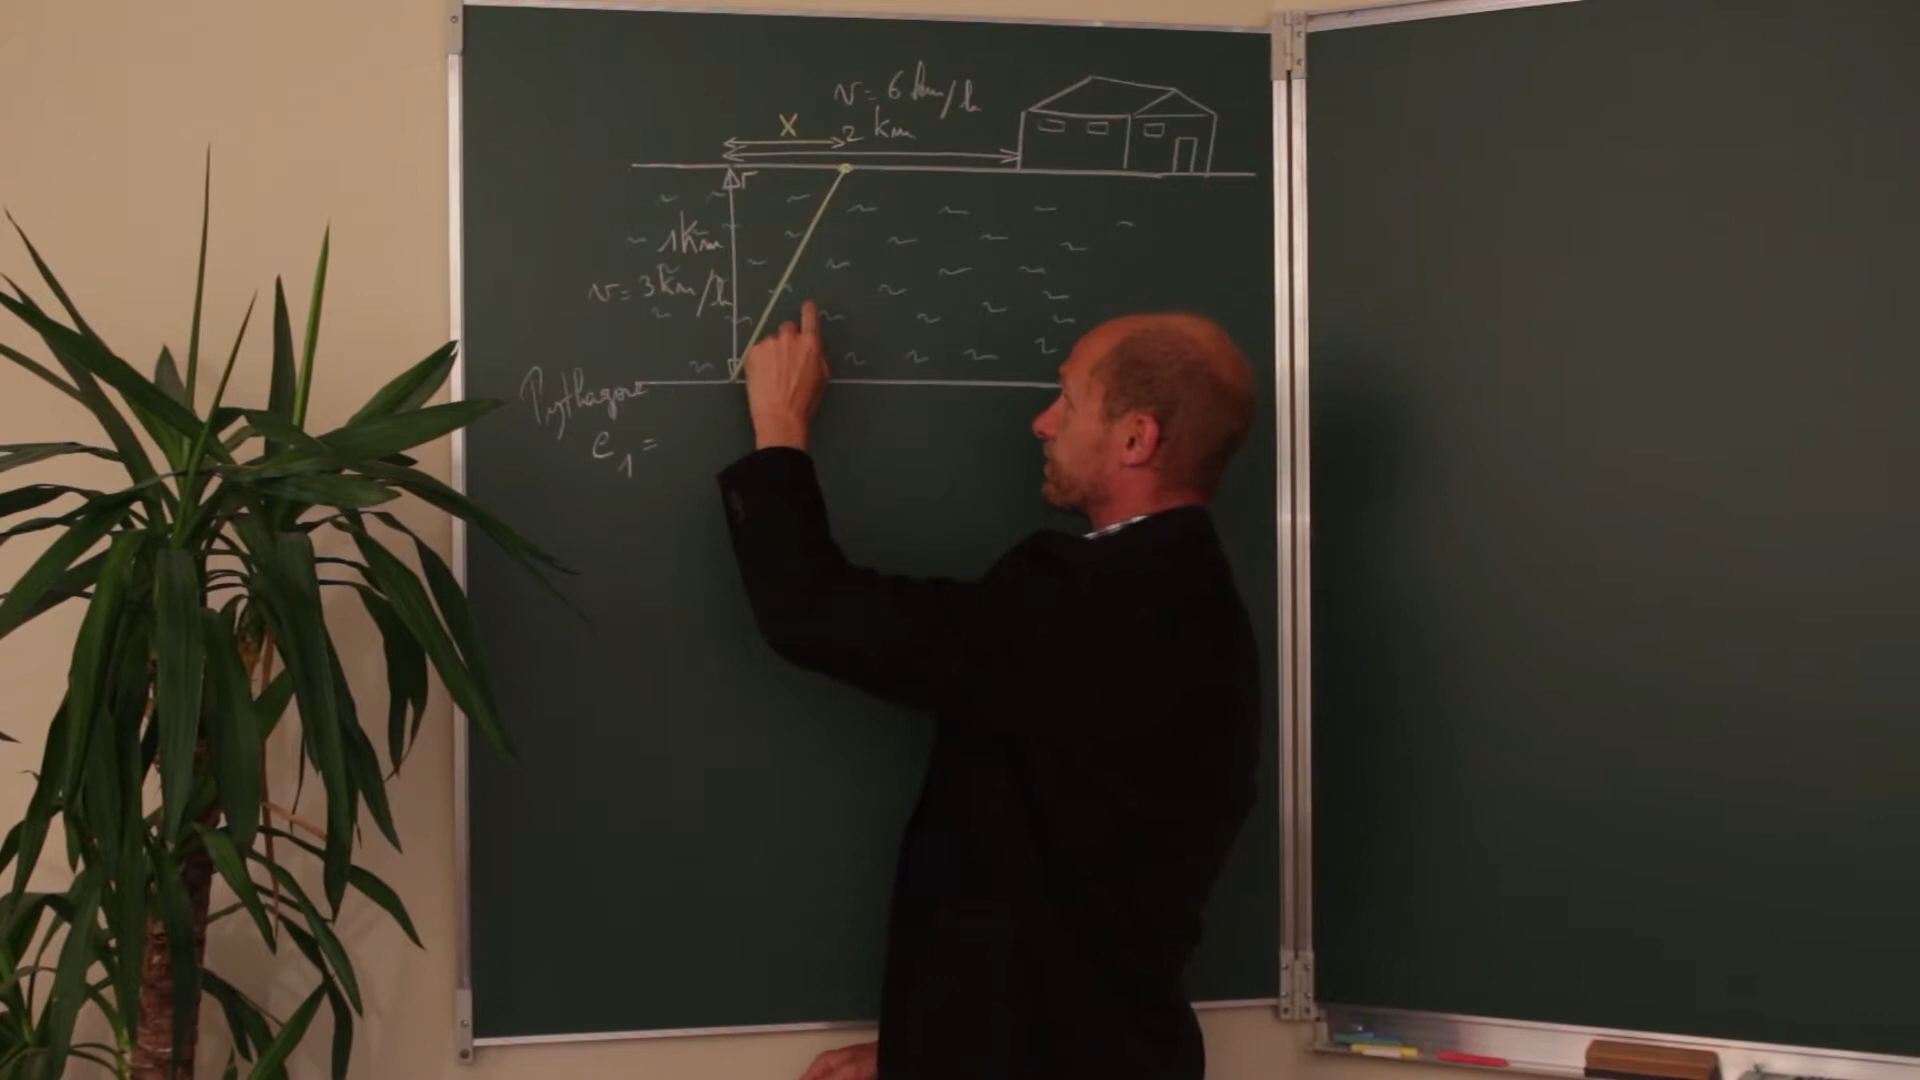 v = 6 km/h
X
2 km
1 km
v = 3 km/h
Pythagore
e₁ =